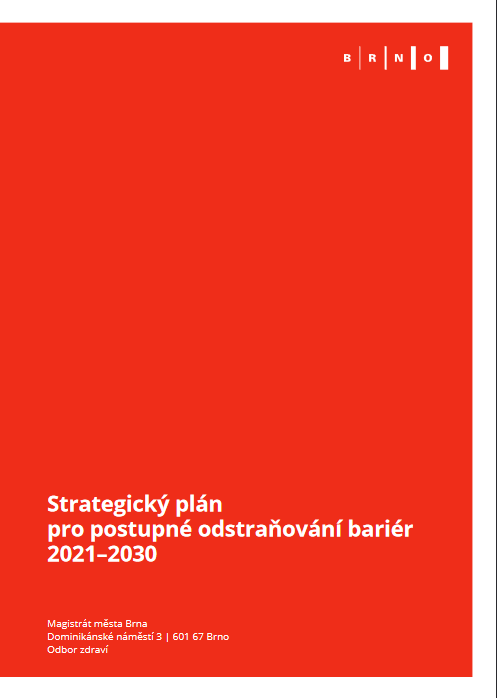 B R N O
Strategický plán
pro postupné odstraňování bariér
2021–2030
Magistrát města Brna
Dominikánské náměstí 3 | 601 67 Brno
Odbor zdraví